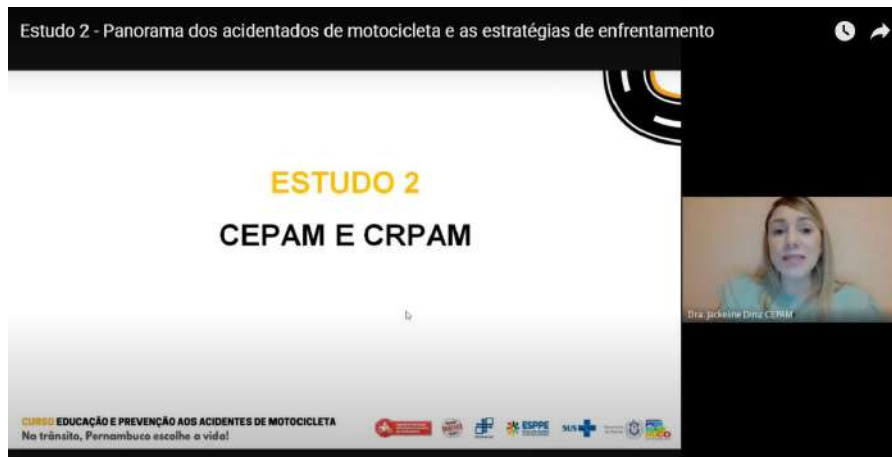 Estudo 2 - Panorama dos acidentados de motocicleta e as estratégias de enfrentamento
ESTUDO 2
CEPAM E CRPAM
Dra. Jackeline Diniz CEPAM
CURSO EDUCAÇÃO E PREVENÇÃO AOS ACIDENTES DE MOTOCICLETA
No trânsito, Pernambuco escolhe a vida!
ESPPE
SUS